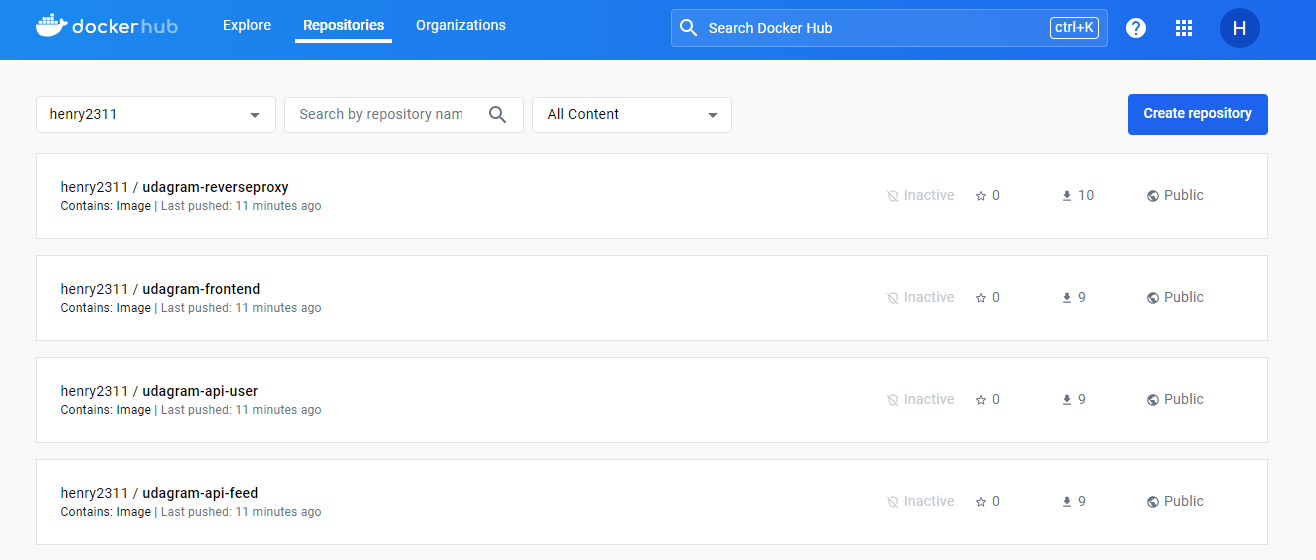 dockerhub Explore Repositories Organizations Search Docker Hub ctrl+K H
henry2311 Search by repository nam All Content Create repository
henry2311 / udagram-reverseproxy
Contains: Image | Last pushed: 11 minutes ago
Inactive 0 10 Public
henry2311 / udagram-frontend
Contains: Image | Last pushed: 11 minutes ago
Inactive 0 9 Public
henry2311 / udagram-api-user
Contains: Image | Last pushed: 11 minutes ago
Inactive 0 9 Public
henry2311 / udagram-api-feed
Contains: Image | Last pushed: 11 minutes ago
Inactive 0 9 Public